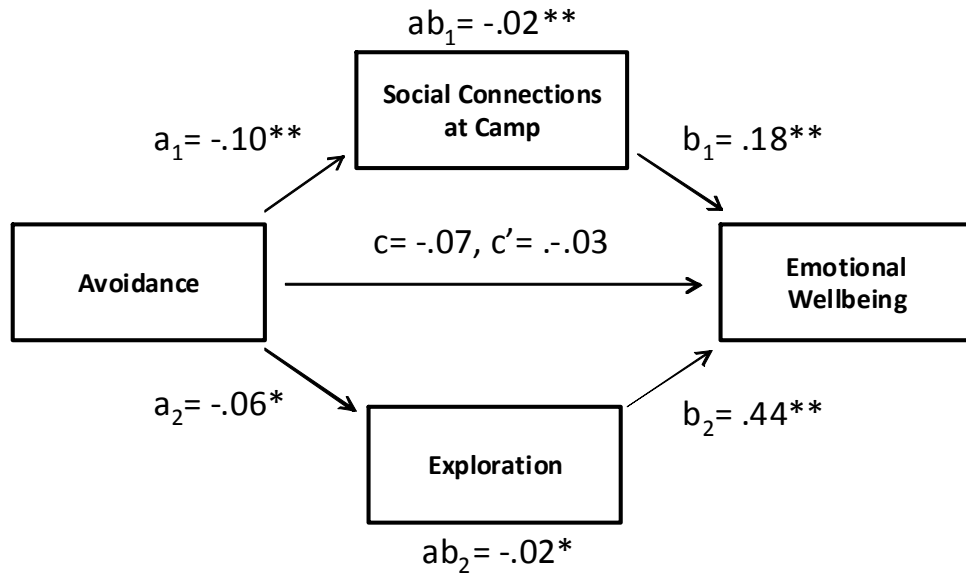 ab₁= -.02**
Social Connections
at Camp
a₁= -.10**
b₁= .18**
c= -.07, c’= .-.03
Avoidance
Emotional
Wellbeing
a₂= -.06*
b₂= .44**
Exploration
ab₂= -.02*